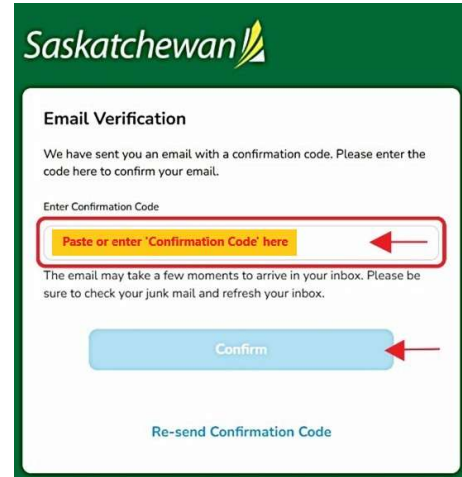 Saskatchewan
Email Verification
We have sent you an email with a confirmation code. Please enter the
code here to confirm your email.
Enter Confirmation Code
Paste or enter 'Confirmation Code' here
The email may take a few moments to arrive in your inbox. Please be
sure to check your junk mail and refresh your inbox.
Confirm
Re-send Confirmation Code